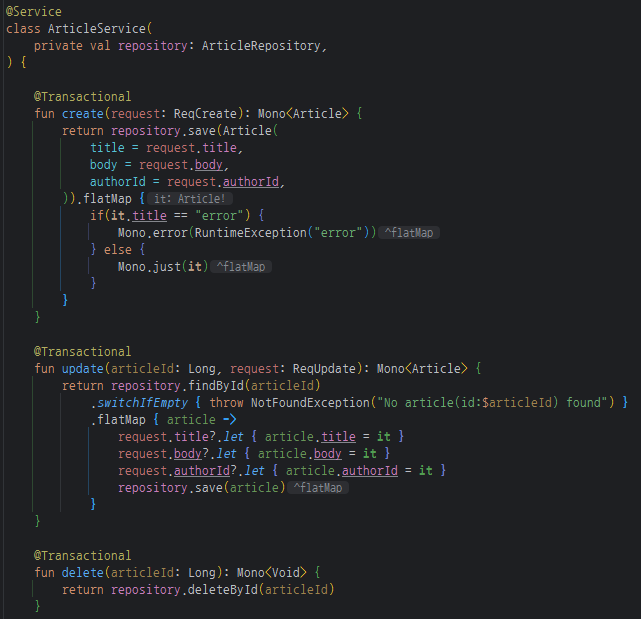 @Service
class ArticleService(
    private val repository: ArticleRepository,
) {

    @Transactional
    fun create(request: ReqCreate): Mono<Article> {
        return repository.save(Article(
            title = request.title,
            body = request.body,
            authorId = request.authorId,
        )).flatMap { it: Article!
            if(it.title == "error") {
                Mono.error(RuntimeException("error")) ^flatMap
            } else {
                Mono.just(it) ^flatMap
            }
        }
    }

    @Transactional
    fun update(articleId: Long, request: ReqUpdate): Mono<Article> {
        return repository.findById(articleId)
            .switchIfEmpty { throw NotFoundException("No article(id:$articleId) found") }
            .flatMap { article ->
                request.title?.let { article.title = it }
                request.body?.let { article.body = it }
                request.authorId?.let { article.authorId = it }
                repository.save(article) ^flatMap
            }
    }

    @Transactional
    fun delete(articleId: Long): Mono<Void> {
        return repository.deleteById(articleId)
    }